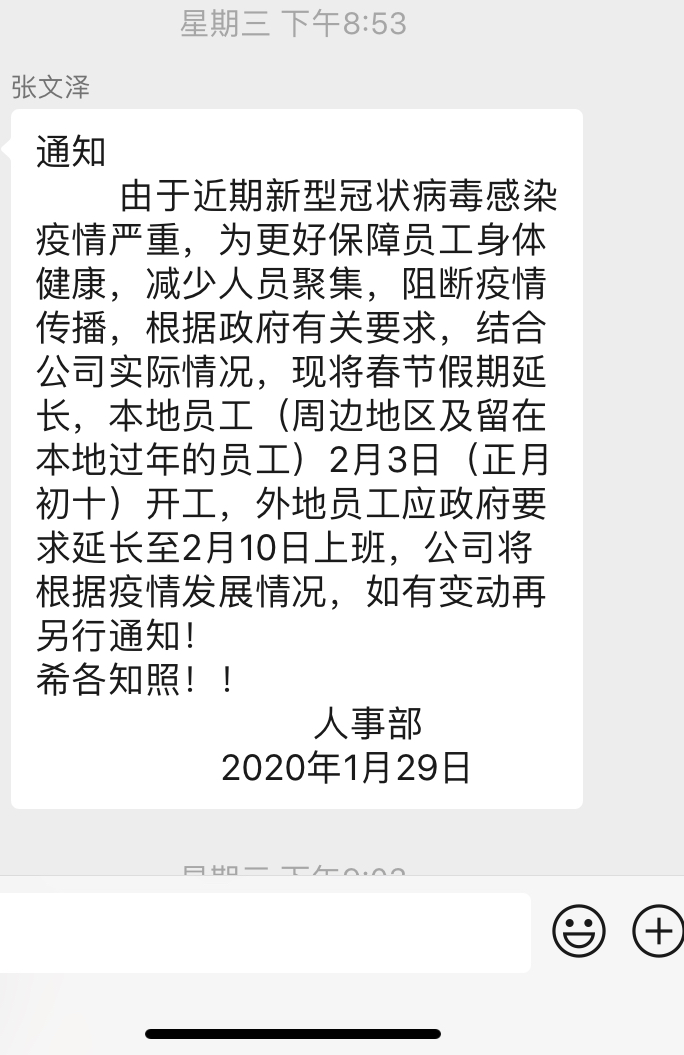 星期三 下午8:53
张文泽
通知
由于近期新型冠状病毒感染
疫情严重，为更好保障员工身体
健康，减少人员聚集，阻断疫情
传播，根据政府有关要求，结合
公司实际情况，现将春节假期延
长，本地员工（周边地区及留在
本地过年的员工）2月3日（正月
初十）开工，外地员工应政府要
求延长至2月10日上班，公司将
根据疫情发展情况，如有变动再
另行通知！
希各知照！！
人事部
2020年1月29日